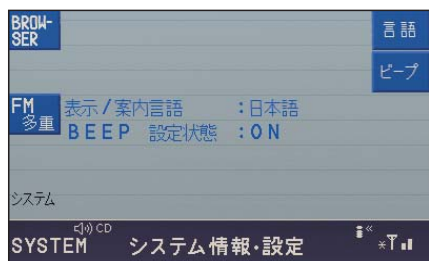 BROW-
SER
言語
ビープ
FM
多重
表示/案内言語 :日本語
BEEP 設定状態 :ON
システム
CD
SYSTEM システム情報・設定